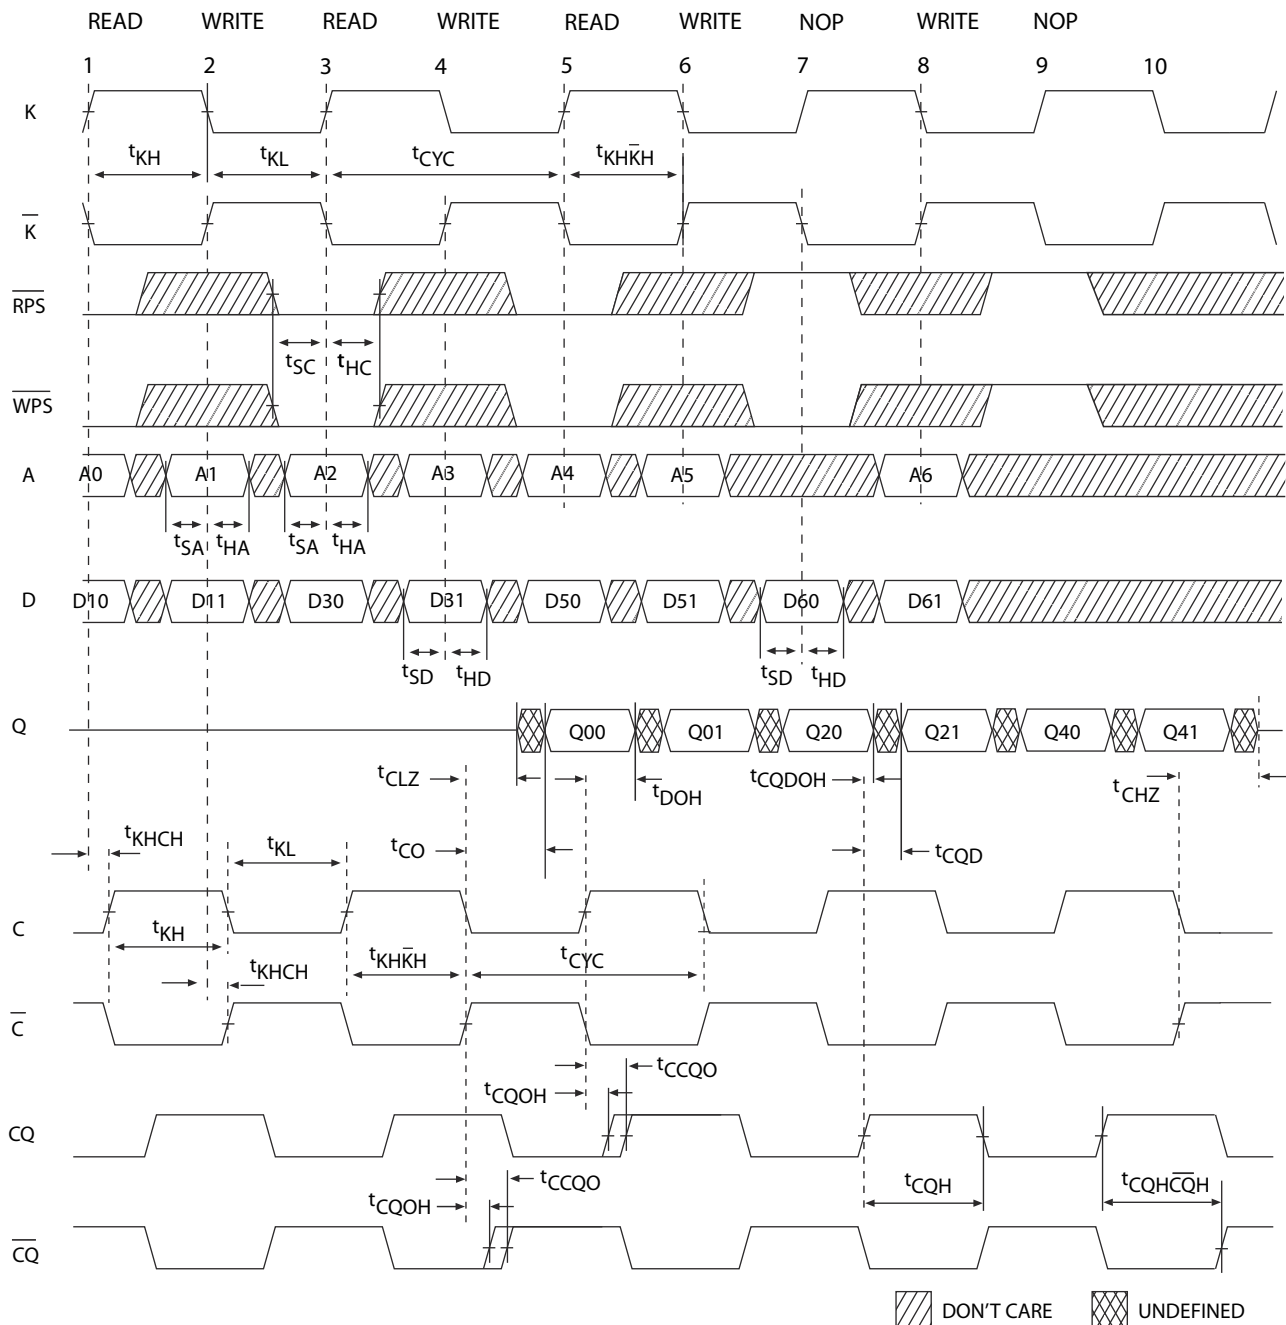 READ WRITE READ WRITE READ WRITE NOP WRITE NOP
1 2 3 4 5 6 7 8 9 10
K
tKH tKL tCYC tKHK̅H
K̅
R̅P̅S̅
tSC tHC
W̅P̅S̅
A A0 A1 A2 A3 A4 A5 A6
tSA tHA tSA tHA
D D10 D11 D30 D31 D50 D51 D60 D61
tSD tHD tSD tHD
Q Q00 Q01 Q20 Q21 Q40 Q41
tCLZ tDOH tCQDOH tCHZ
tKHCH tKL tCO tCQD
C
tKH tKHK̅H tCYC
tKHCH
C̅
tCCQO
tCQOH
CQ
tCCQO tCQH tCQHC̅Q̅H
tCQOH
C̅Q̅
DON'T CARE UNDEFINED